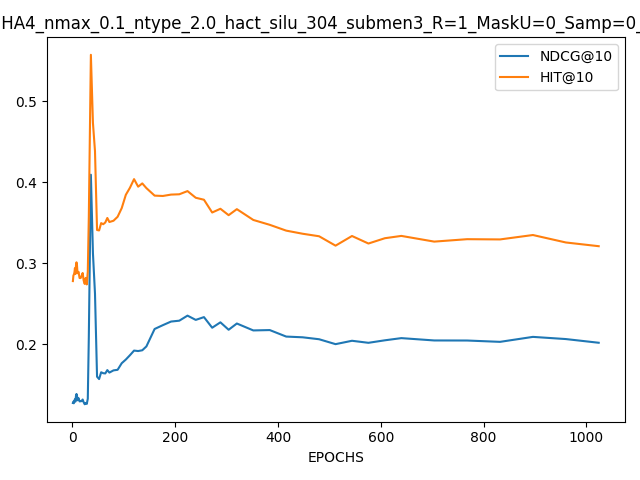 HA4_nmax_0.1_ntype_2.0_hact_silu_304_submen3_R=1_MaskU=0_Samp=0_
NDCG@10
HIT@10
0.5
0.4
0.3
0.2
0 200 400 600 800 1000
EPOCHS